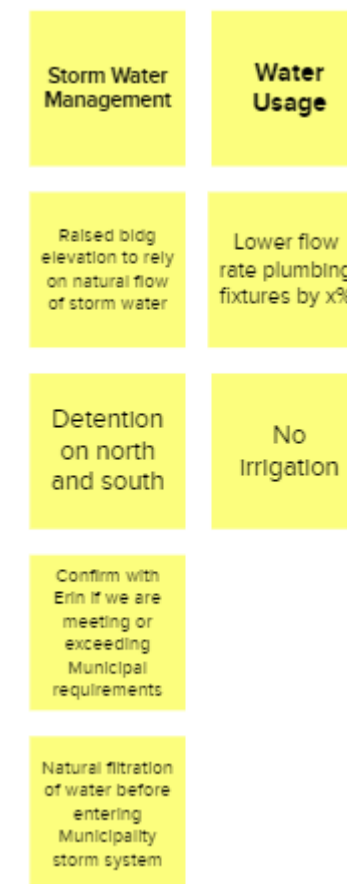 Storm Water
Management
Water
Usage
Raised bldg
elevation to rely
on natural flow
of storm water
Lower flow
rate plumbing
fixtures by x%
Detention
on north
and south
No
Irrigation
Confirm with
Erin if we are
meeting or
exceeding
Municipal
requirements
Natural filtration
of water before
entering
Municipality
storm system